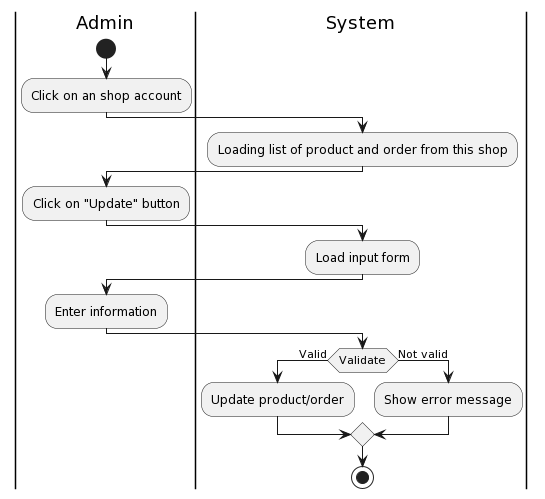 Admin
System
Click on an shop account
Loading list of product and order from this shop
Click on "Update" button
Load input form
Enter information
Valid
Validate
Not valid
Update product/order
Show error message